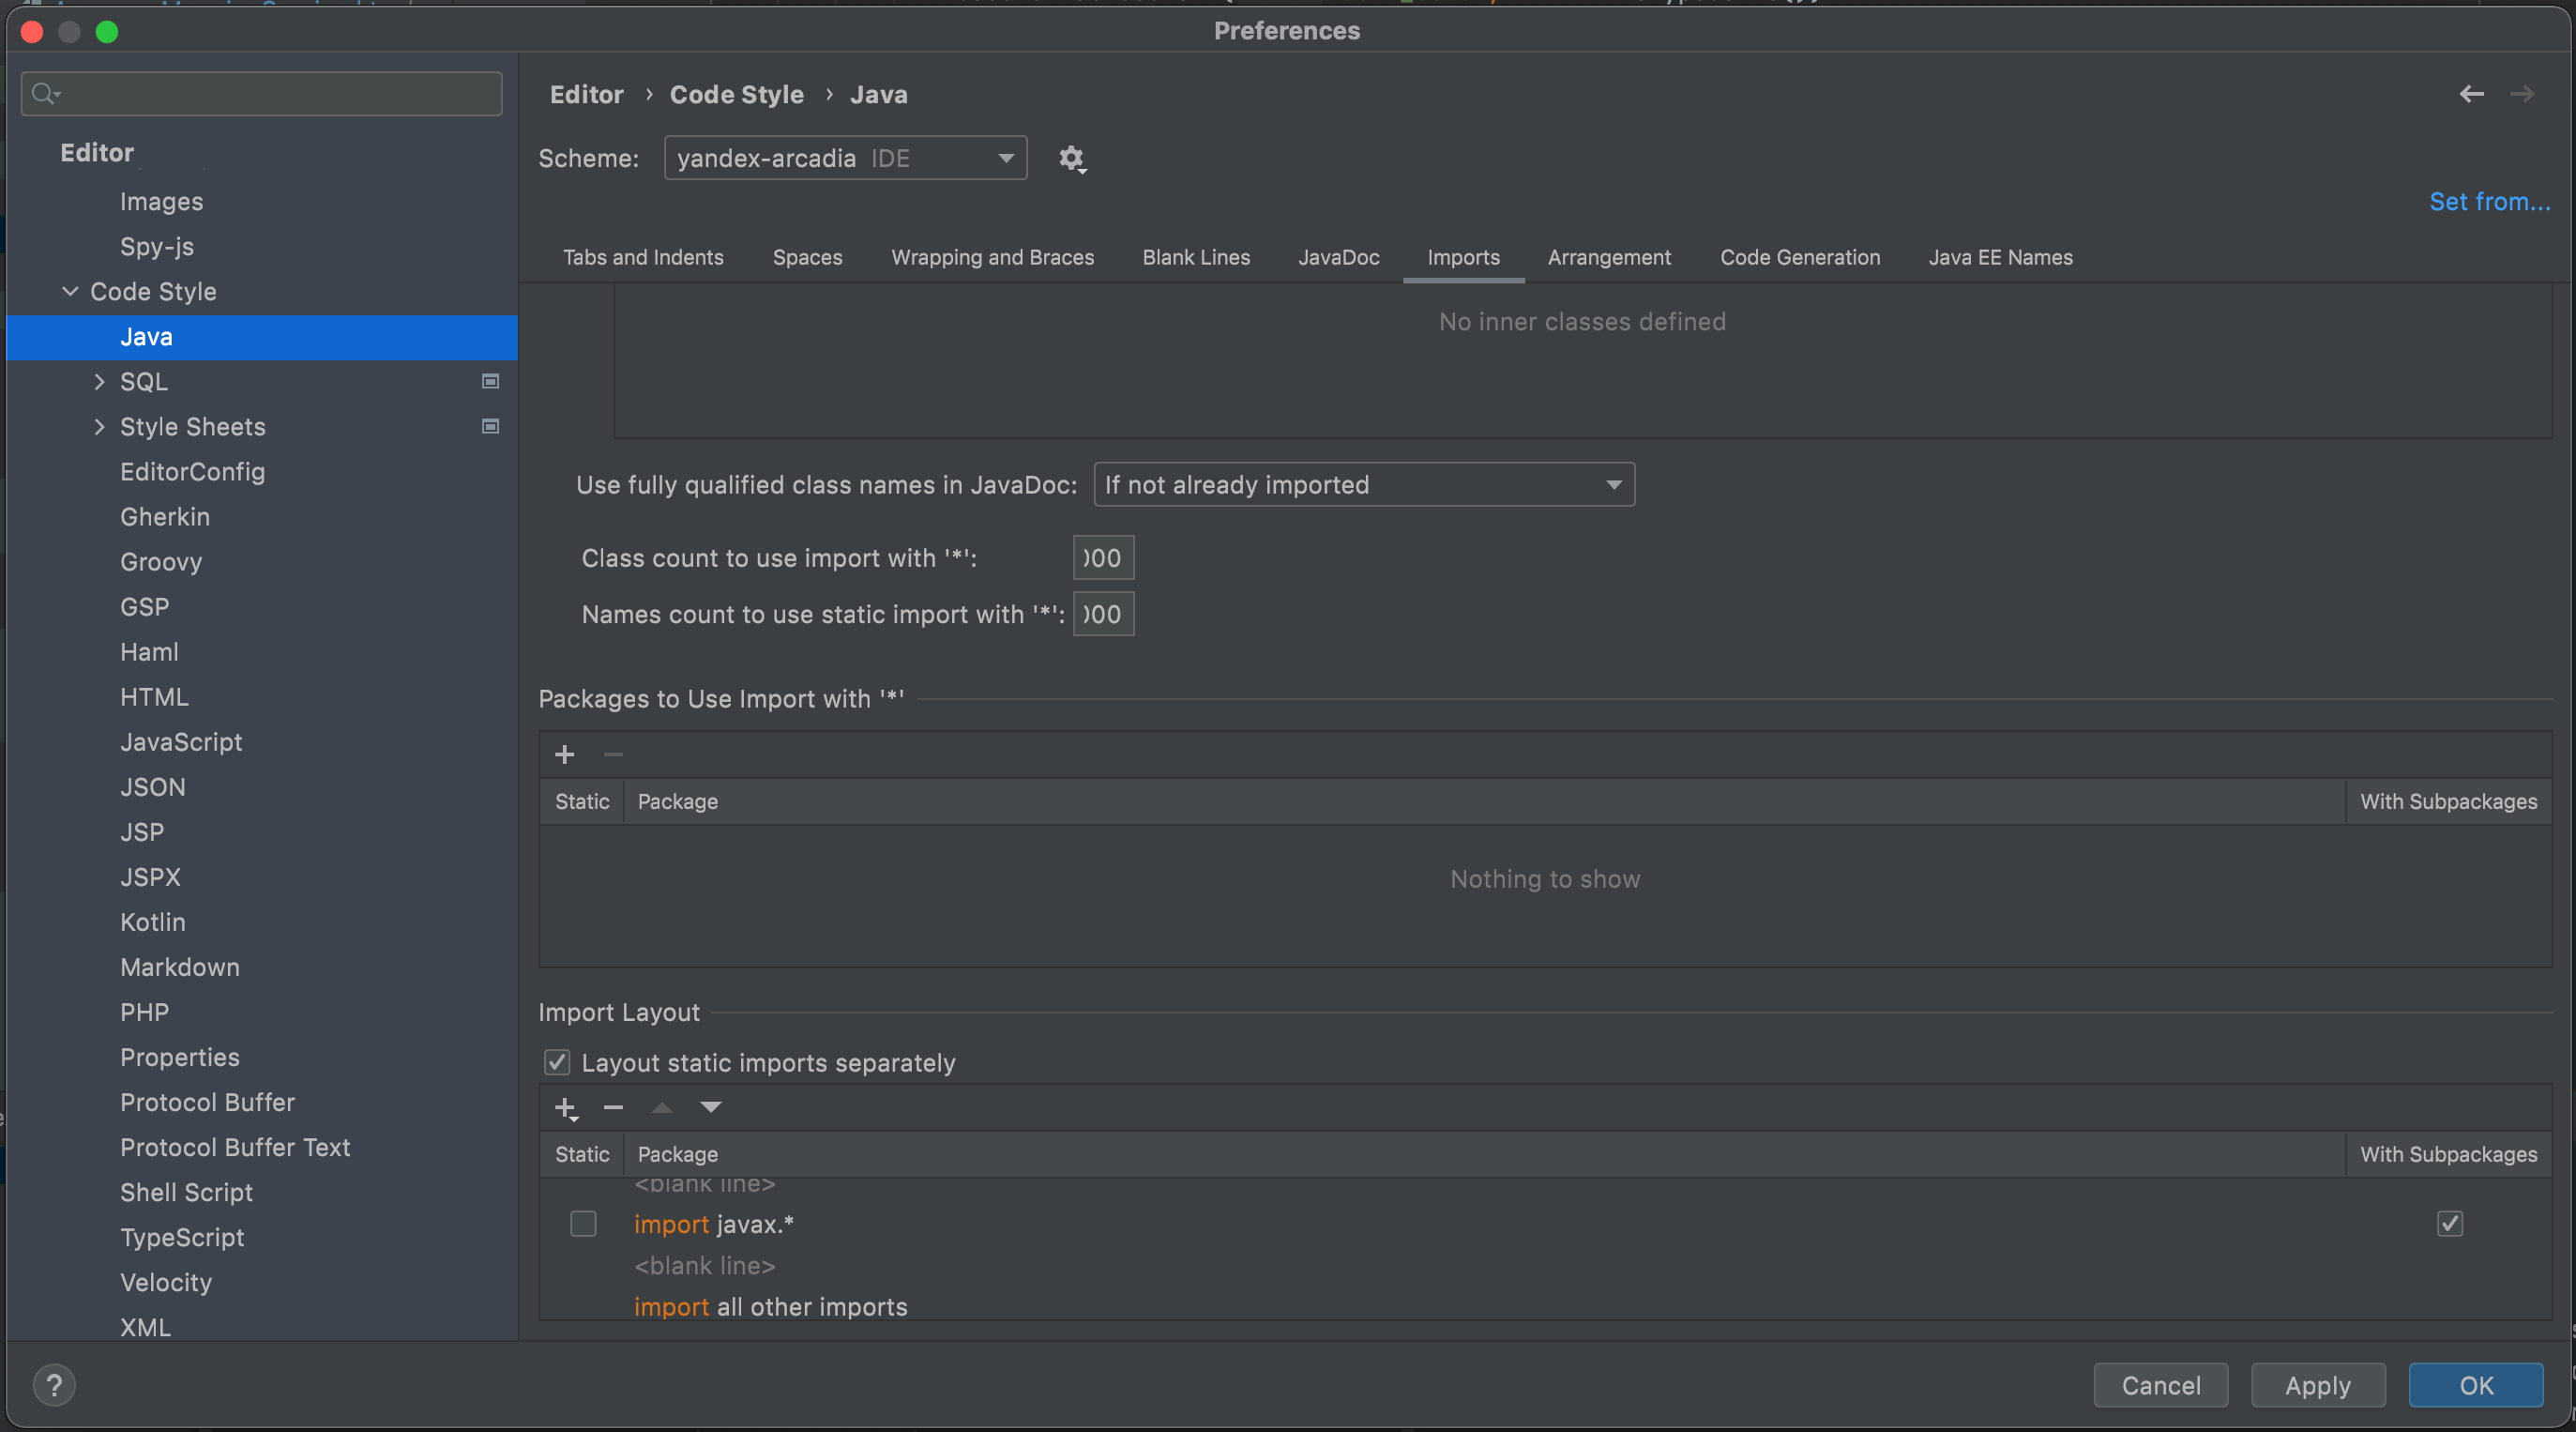 Preferences
Editor › Code Style › Java
Scheme: yandex-arcadia IDE
Set from...
Editor
Images
Spy-js
Code Style
Java
SQL
Style Sheets
EditorConfig
Gherkin
Groovy
GSP
Haml
HTML
JavaScript
JSON
JSP
JSPX
Kotlin
Markdown
PHP
Properties
Protocol Buffer
Protocol Buffer Text
Shell Script
TypeScript
Velocity
XML
Tabs and Indents Spaces Wrapping and Braces Blank Lines JavaDoc Imports Arrangement Code Generation Java EE Names
No inner classes defined
Use fully qualified class names in JavaDoc: If not already imported
Class count to use import with '*': 000
Names count to use static import with '*': 000
Packages to Use Import with '*'
Static Package With Subpackages
Nothing to show
Import Layout
Layout static imports separately
Static Package With Subpackages
<blank line>
import javax.*
<blank line>
import all other imports
?
Cancel Apply OK